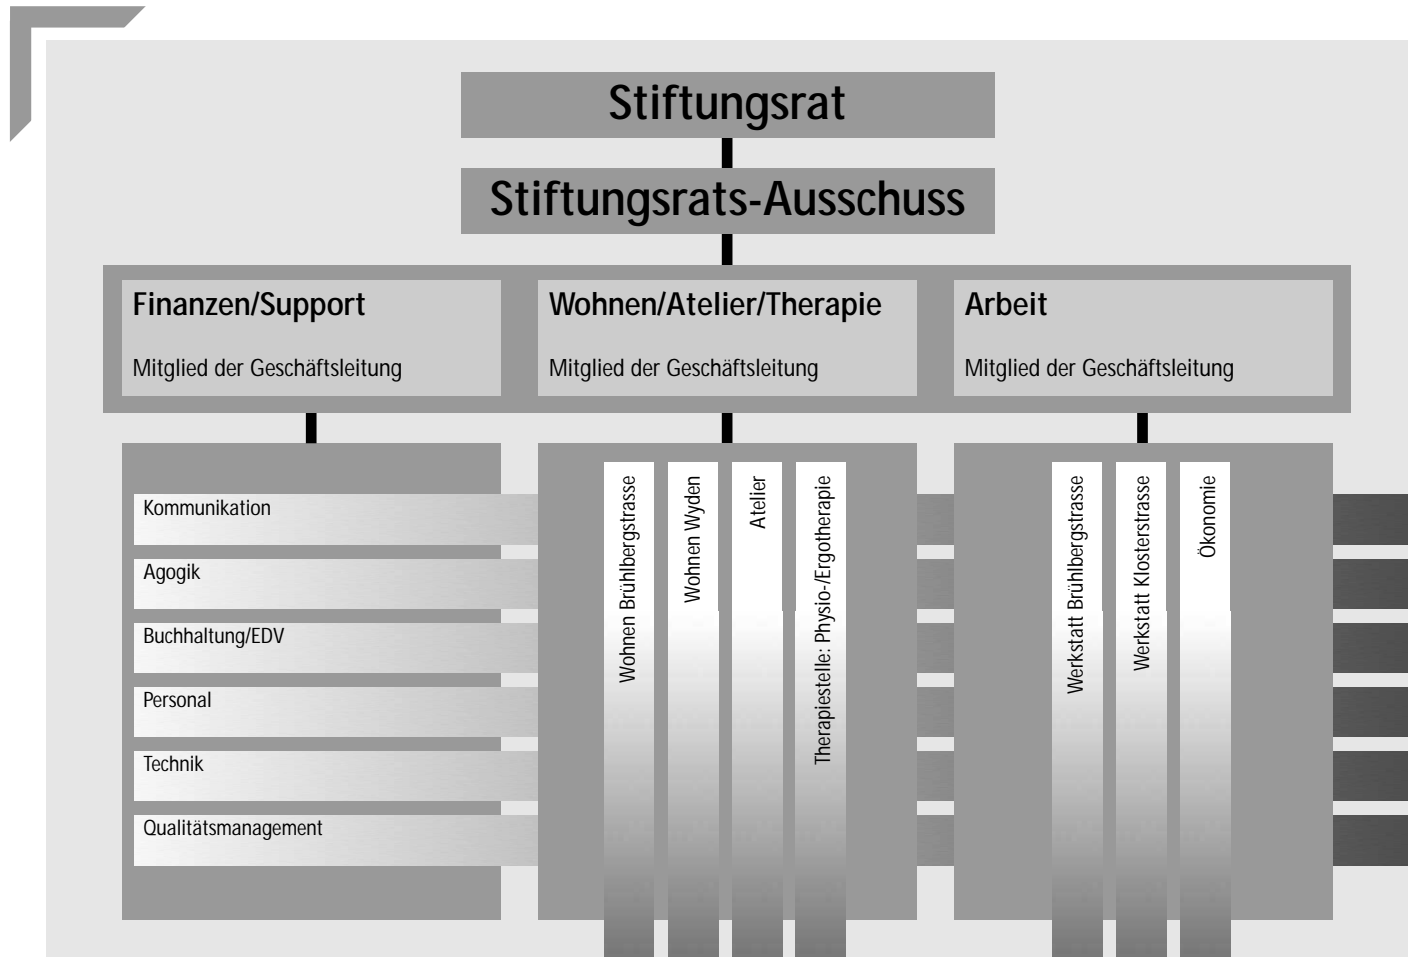 Stiftungsrat
Stiftungsrats-Ausschuss
Finanzen/Support
Mitglied der Geschäftsleitung
Wohnen/Atelier/Therapie
Mitglied der Geschäftsleitung
Arbeit
Mitglied der Geschäftsleitung
Kommunikation
Agogik
Buchhaltung/EDV
Personal
Technik
Qualitätsmanagement
Wohnen Brühlbergstrasse
Wohnen Wyden
Atelier
Therapiestelle: Physio-/Ergotherapie
Werkstatt Brühlbergstrasse
Werkstatt Klosterstrasse
Ökonomie